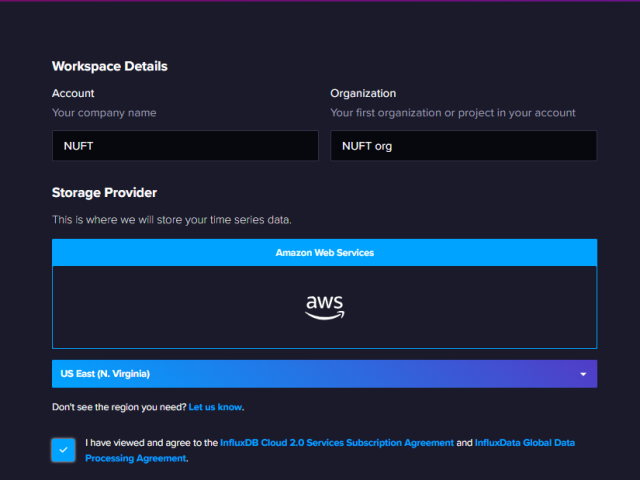 Workspace Details
Account
Organization
Your company name
Your first organization or project in your account
NUFT
NUFT org
Storage Provider
This is where we will store your time series data.
Amazon Web Services
aws
US East (N. Virginia)
Don't see the region you need? Let us know.
I have viewed and agree to the InfluxDB Cloud 2.0 Services Subscription Agreement and InfluxData Global Data
Processing Agreement.